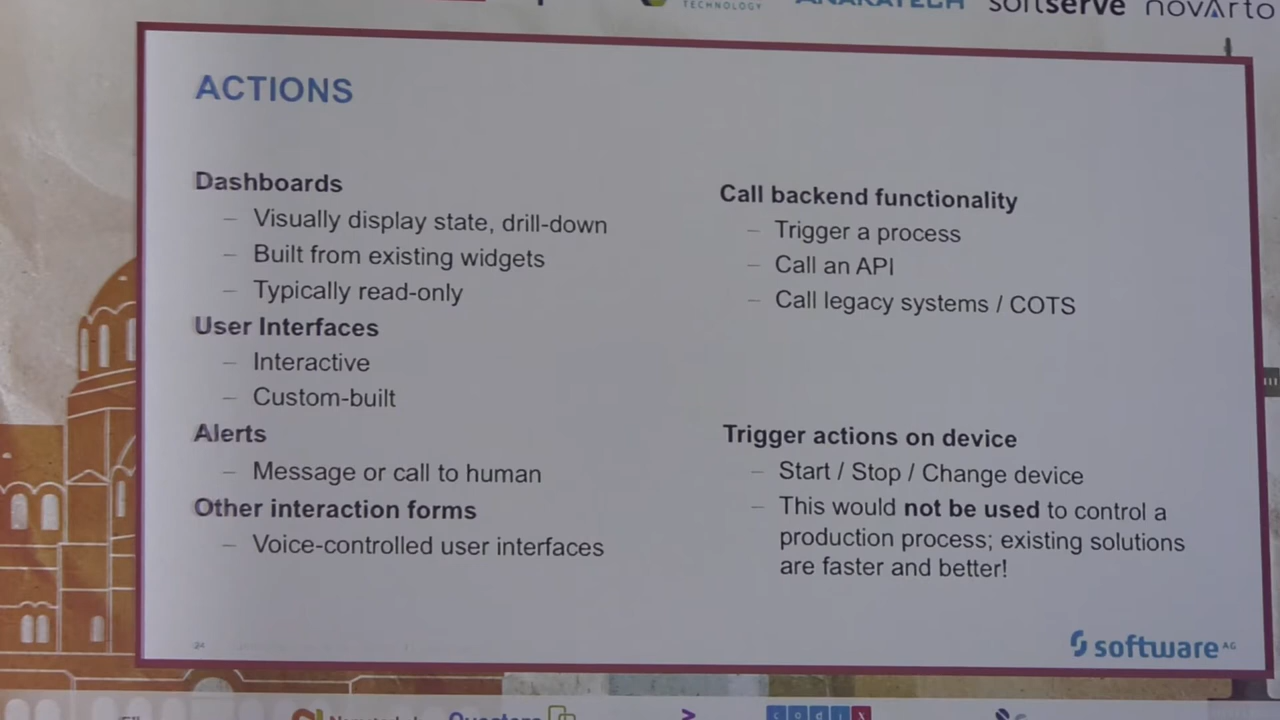 TECHNOLOGY
softserve
novarto
ACTIONS
Dashboards
– Visually display state, drill-down
– Built from existing widgets
– Typically read-only
User Interfaces
– Interactive
– Custom-built
Alerts
– Message or call to human
Other interaction forms
– Voice-controlled user interfaces
Call backend functionality
– Trigger a process
– Call an API
– Call legacy systems / COTS
Trigger actions on device
– Start / Stop / Change device
– This would not be used to control a
production process; existing solutions
are faster and better!
24
software AG